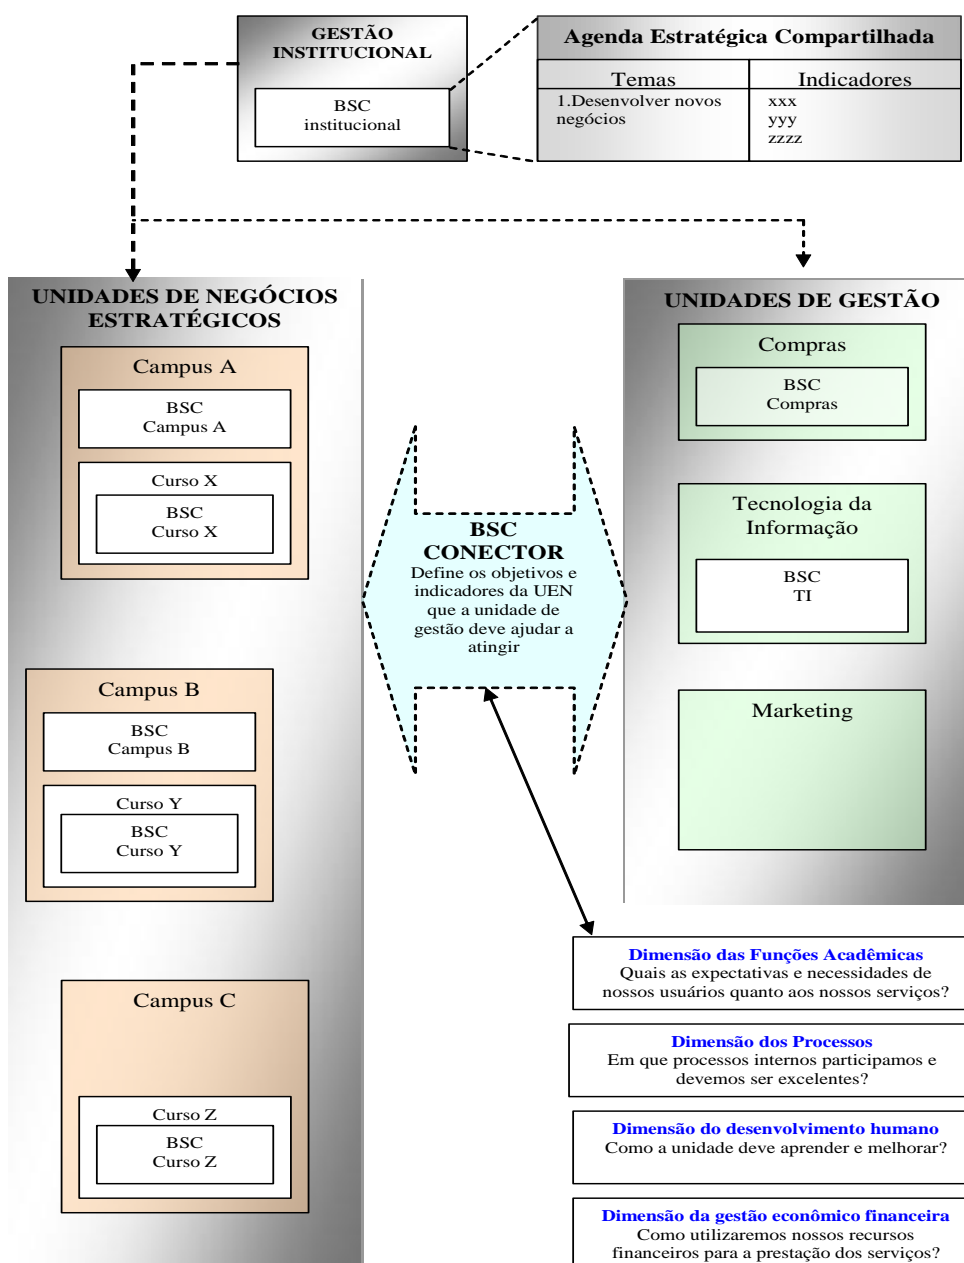 GESTÃO
INSTITUCIONAL
BSC
institucional
Agenda Estratégica Compartilhada
Temas
Indicadores
1.Desenvolver novos
negócios
xxx
yyy
zzzz
UNIDADES DE NEGÓCIOS
ESTRATÉGICOS
Campus A
BSC
Campus A
Curso X
BSC
Curso X
Campus B
BSC
Campus B
Curso Y
BSC
Curso Y
Campus C
Curso Z
BSC
Curso Z
BSC
CONECTOR
Define os objetivos e
indicadores da UEN
que a unidade de
gestão deve ajudar a
atingir
UNIDADES DE GESTÃO
Compras
BSC
Compras
Tecnologia da
Informação
BSC
TI
Marketing
Dimensão das Funções Acadêmicas
Quais as expectativas e necessidades de
nossos usuários quanto aos nossos serviços?
Dimensão dos Processos
Em que processos internos participamos e
devemos ser excelentes?
Dimensão do desenvolvimento humano
Como a unidade deve aprender e melhorar?
Dimensão da gestão econômico financeira
Como utilizaremos nossos recursos
financeiros para a prestação dos serviços?